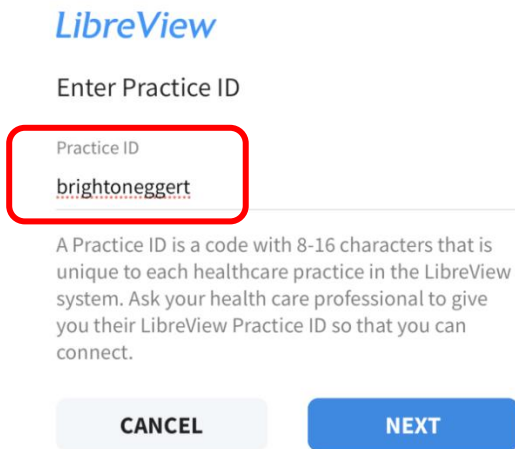 LibreView
Enter Practice ID
Practice ID
brightoneggert
A Practice ID is a code with 8-16 characters that is
unique to each healthcare practice in the LibreView
system. Ask your health care professional to give
you their LibreView Practice ID so that you can
connect.
CANCEL NEXT